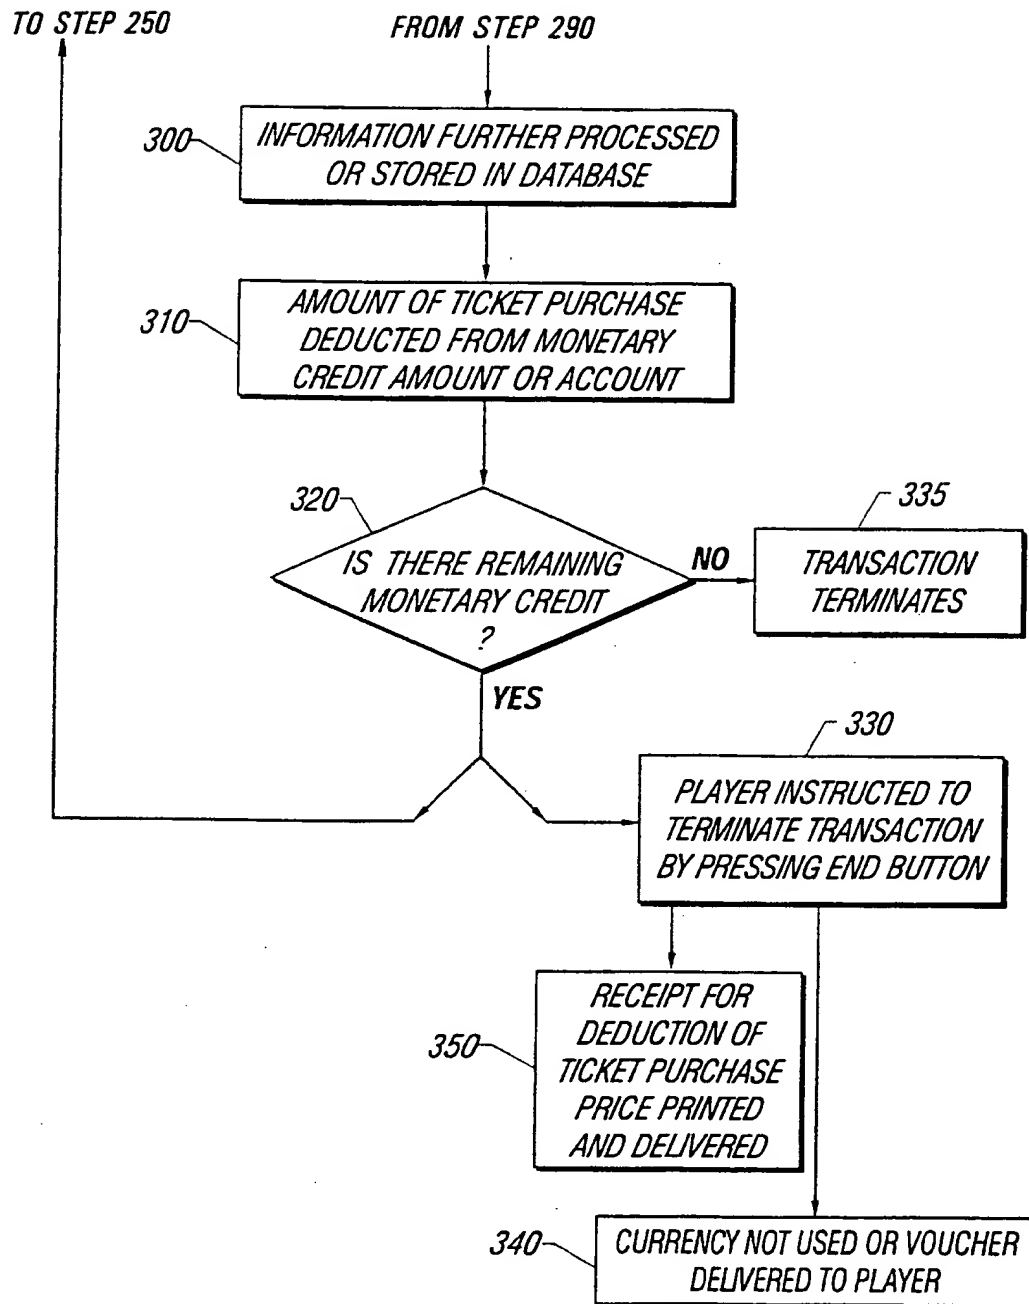 TO STEP 250
FROM STEP 290
300
INFORMATION FURTHER PROCESSED
OR STORED IN DATABASE
310
AMOUNT OF TICKET PURCHASE
DEDUCTED FROM MONETARY
CREDIT AMOUNT OR ACCOUNT
320
IS THERE REMAINING
MONETARY CREDIT
?
NO
335
TRANSACTION
TERMINATES
YES
330
PLAYER INSTRUCTED TO
TERMINATE TRANSACTION
BY PRESSING END BUTTON
350
RECEIPT FOR
DEDUCTION OF
TICKET PURCHASE
PRICE PRINTED
AND DELIVERED
340
CURRENCY NOT USED OR VOUCHER
DELIVERED TO PLAYER